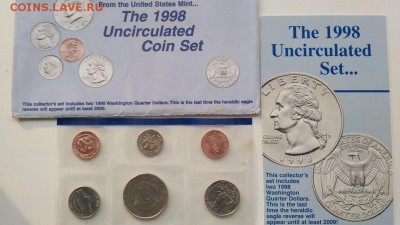 COINS.LAVE.RU
From the United States Mint...
The 1998
Uncirculated
Coin Set
This collector's set includes two 1998 Washington Quarter Dollars. This is the last time the heraldic eagle
reverse will appear until at least 2009!
The 1998
Uncirculated
Set...
LIBERTY
1998
This collector's
set includes
two 1998
Washington
Quarter Dollars.
This is the
last time
the heraldic
eagle reverse
will appear
until at
least 2009!